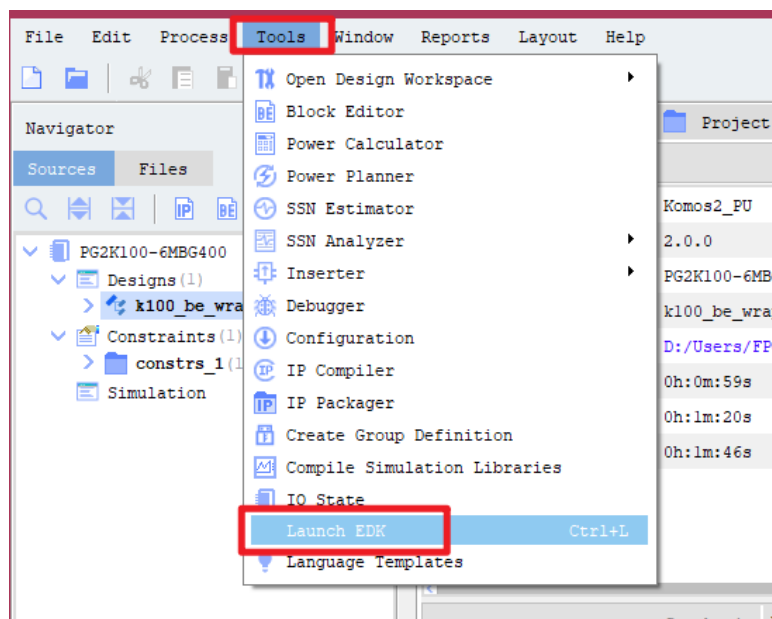 File Edit Process Tools Window Reports Layout Help
Navigator
Sources Files
PG2K100-6MBG400
Designs(1)
k100_be_wra
Constraints(1)
constrs_1(1
Simulation
Open Design Workspace
Block Editor
Power Calculator
Power Planner
SSN Estimator
SSN Analyzer
Inserter
Debugger
Configuration
IP Compiler
IP Packager
Create Group Definition
Compile Simulation Libraries
IO State
Launch EDK Ctrl+L
Language Templates
Project
Komos2_PU
2.0.0
PG2K100-6MB
k100_be_wra
D:/Users/FP
0h:0m:59s
0h:1m:20s
0h:1m:46s